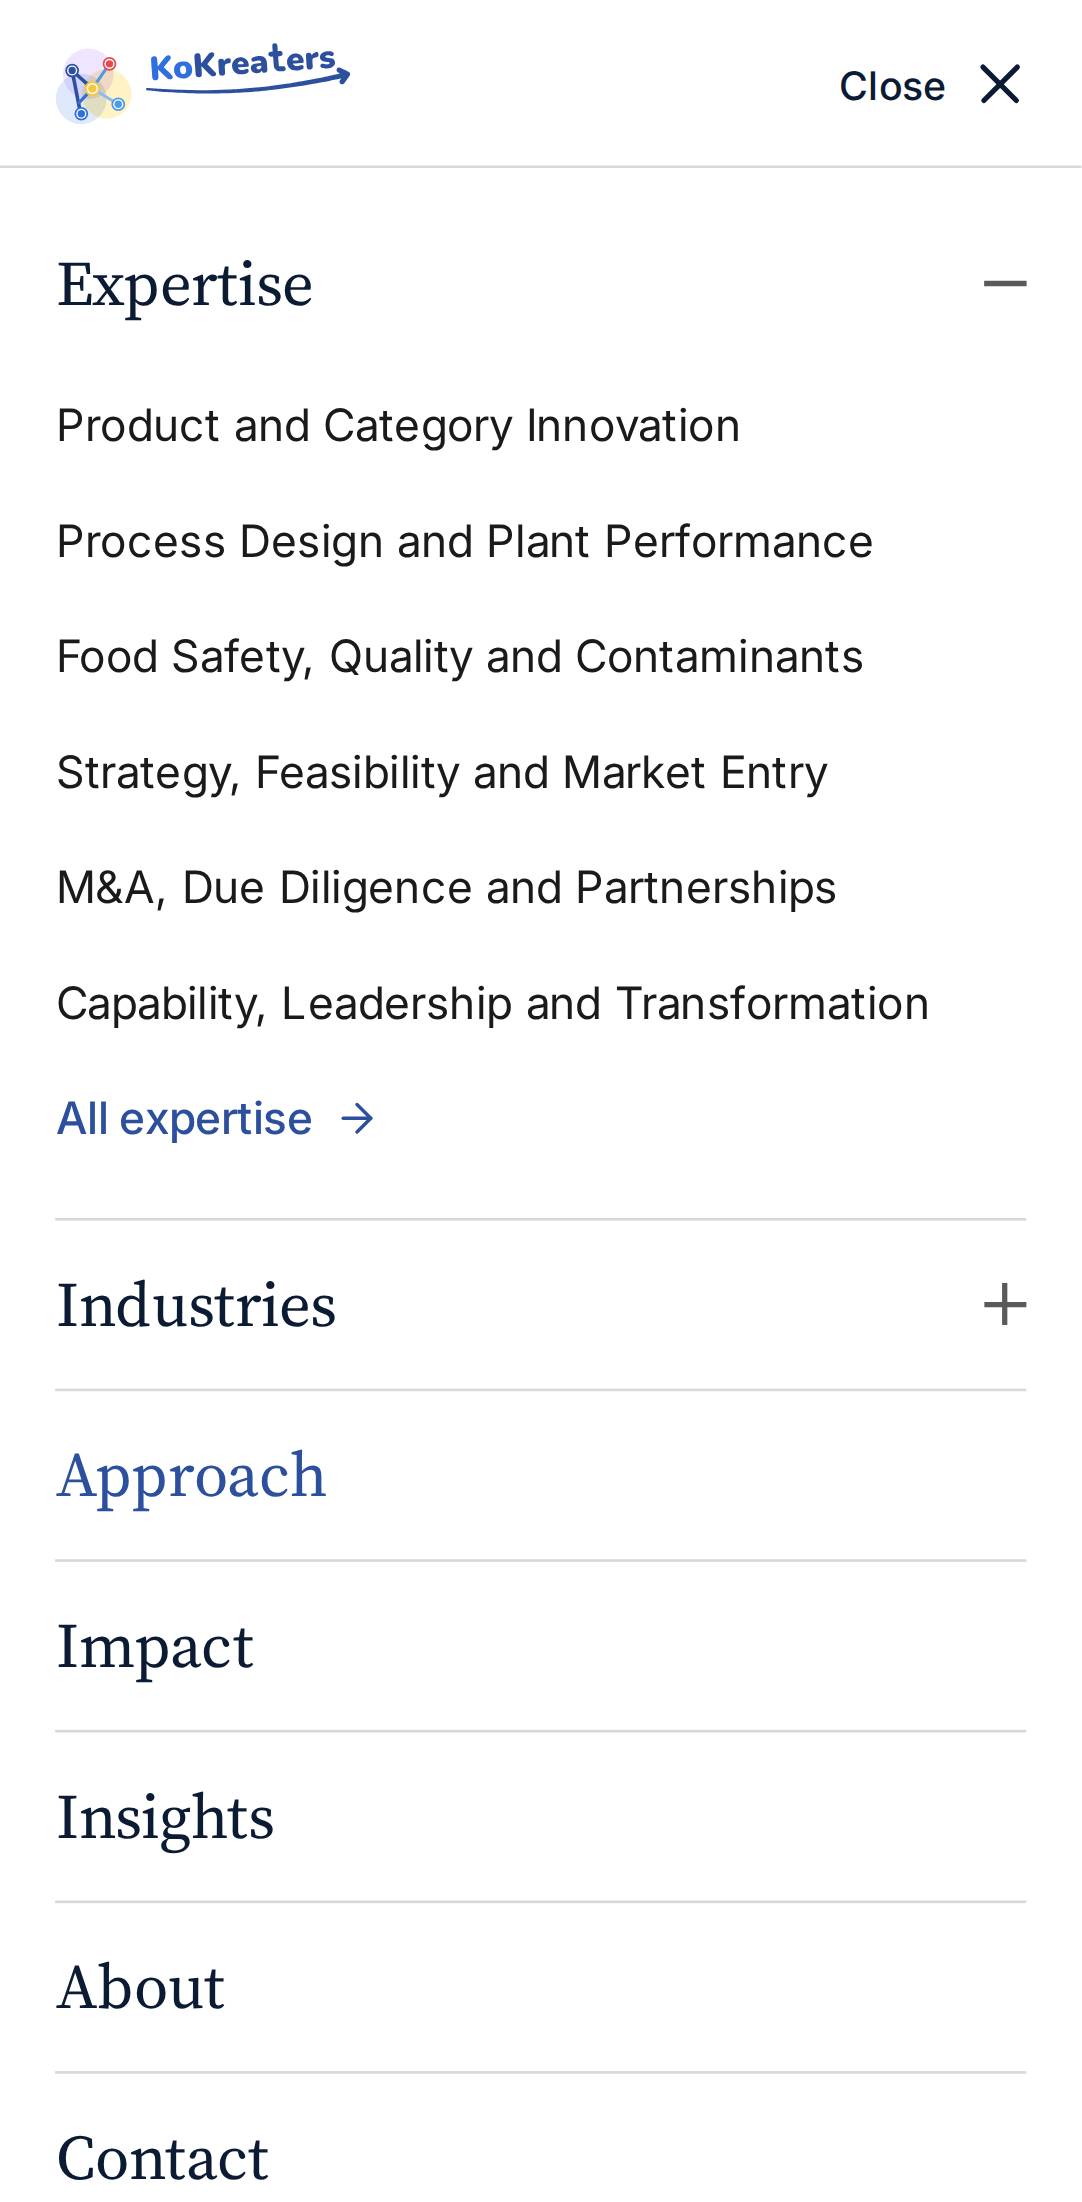 KoKreaters
Close
Expertise
Product and Category Innovation
Process Design and Plant Performance
Food Safety, Quality and Contaminants
Strategy, Feasibility and Market Entry
M&A, Due Diligence and Partnerships
Capability, Leadership and Transformation
All expertise
Industries
Approach
Impact
Insights
About
Contact